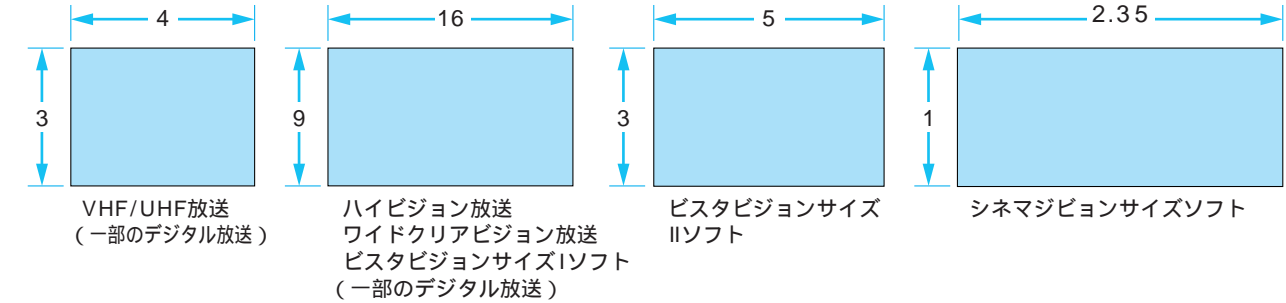 4
3
VHF/UHF放送
(一部のデジタル放送)
16
9
ハイビジョン放送
ワイドクリアビジョン放送
ビスタビジョンサイズIソフト
(一部のデジタル放送)
5
3
ビスタビジョンサイズ
IIソフト
2.35
1
シネマジビョンサイズソフト